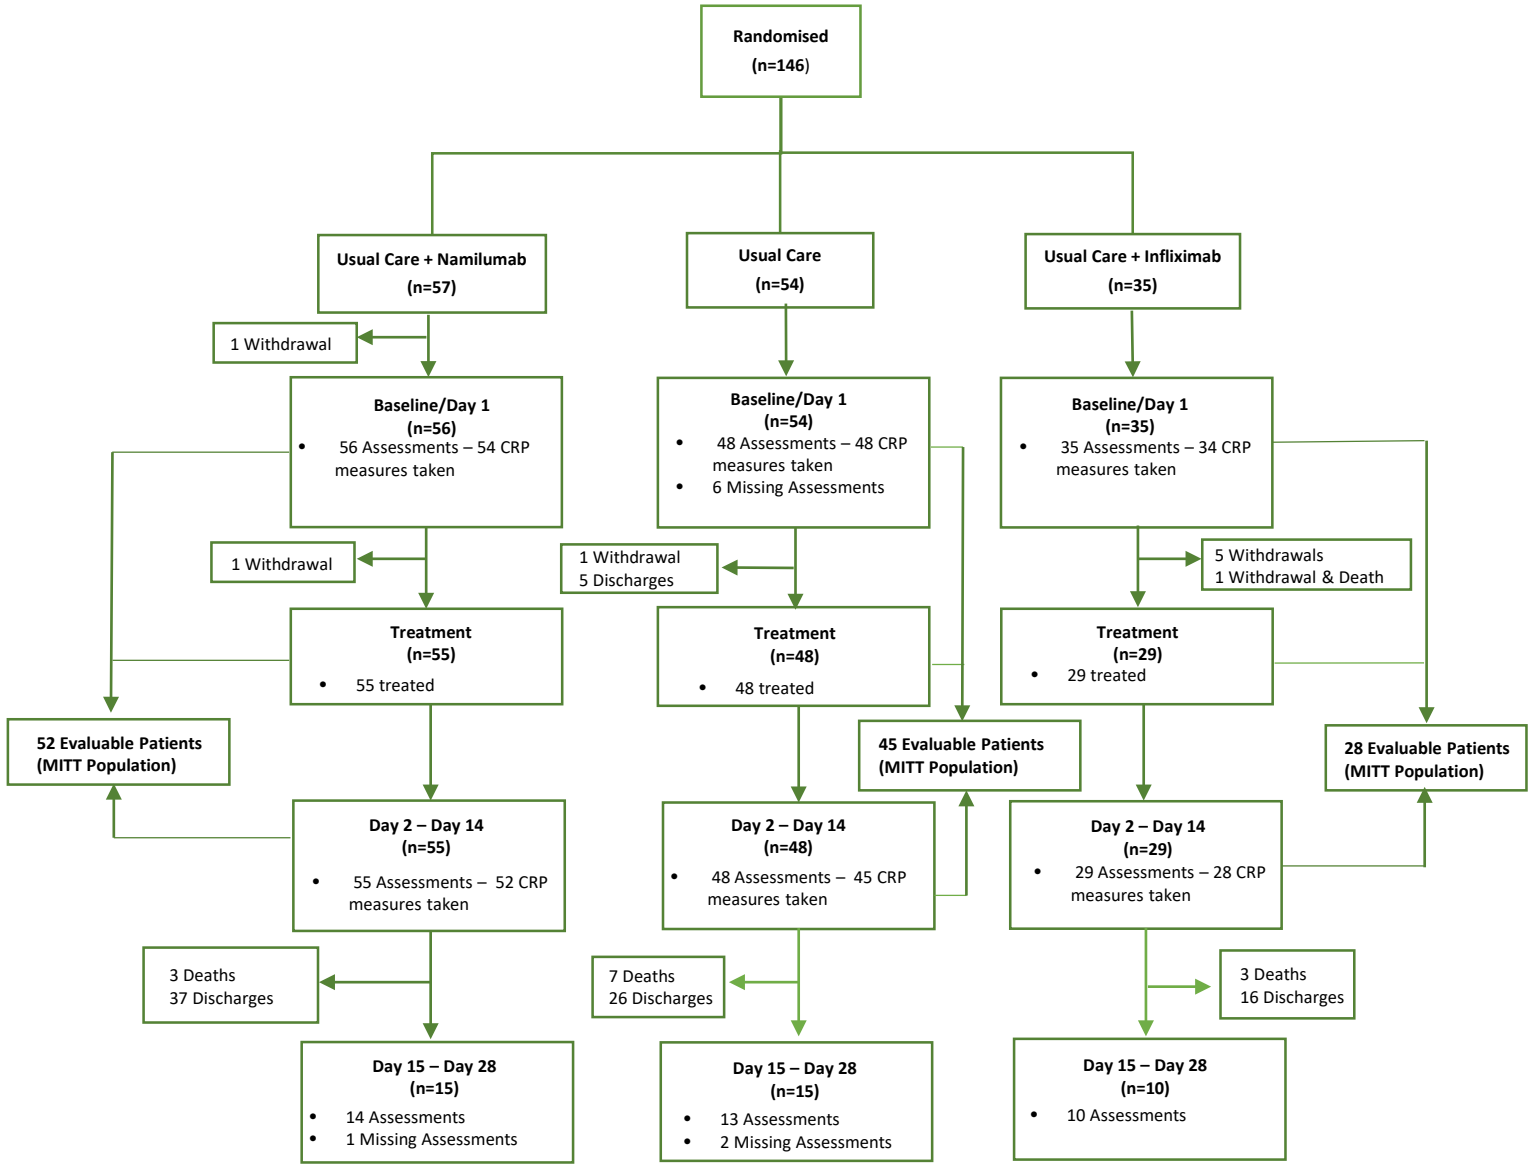 Randomised
(n=146)
Usual Care + Namilumab
(n=57)
Usual Care
(n=54)
Usual Care + Infliximab
(n=35)
1 Withdrawal
Baseline/Day 1
(n=56)
• 56 Assessments – 54 CRP
measures taken
Baseline/Day 1
(n=54)
• 48 Assessments – 48 CRP
measures taken
• 6 Missing Assessments
Baseline/Day 1
(n=35)
• 35 Assessments – 34 CRP
measures taken
1 Withdrawal
1 Withdrawal
5 Discharges
5 Withdrawals
1 Withdrawal & Death
Treatment
(n=55)
• 55 treated
Treatment
(n=48)
• 48 treated
Treatment
(n=29)
• 29 treated
52 Evaluable Patients
(MITT Population)
45 Evaluable Patients
(MITT Population)
28 Evaluable Patients
(MITT Population)
Day 2 – Day 14
(n=55)
• 55 Assessments – 52 CRP
measures taken
Day 2 – Day 14
(n=48)
• 48 Assessments – 45 CRP
measures taken
Day 2 – Day 14
(n=29)
• 29 Assessments – 28 CRP
measures taken
3 Deaths
37 Discharges
7 Deaths
26 Discharges
3 Deaths
16 Discharges
Day 15 – Day 28
(n=15)
• 14 Assessments
• 1 Missing Assessments
Day 15 – Day 28
(n=15)
• 13 Assessments
• 2 Missing Assessments
Day 15 – Day 28
(n=10)
• 10 Assessments